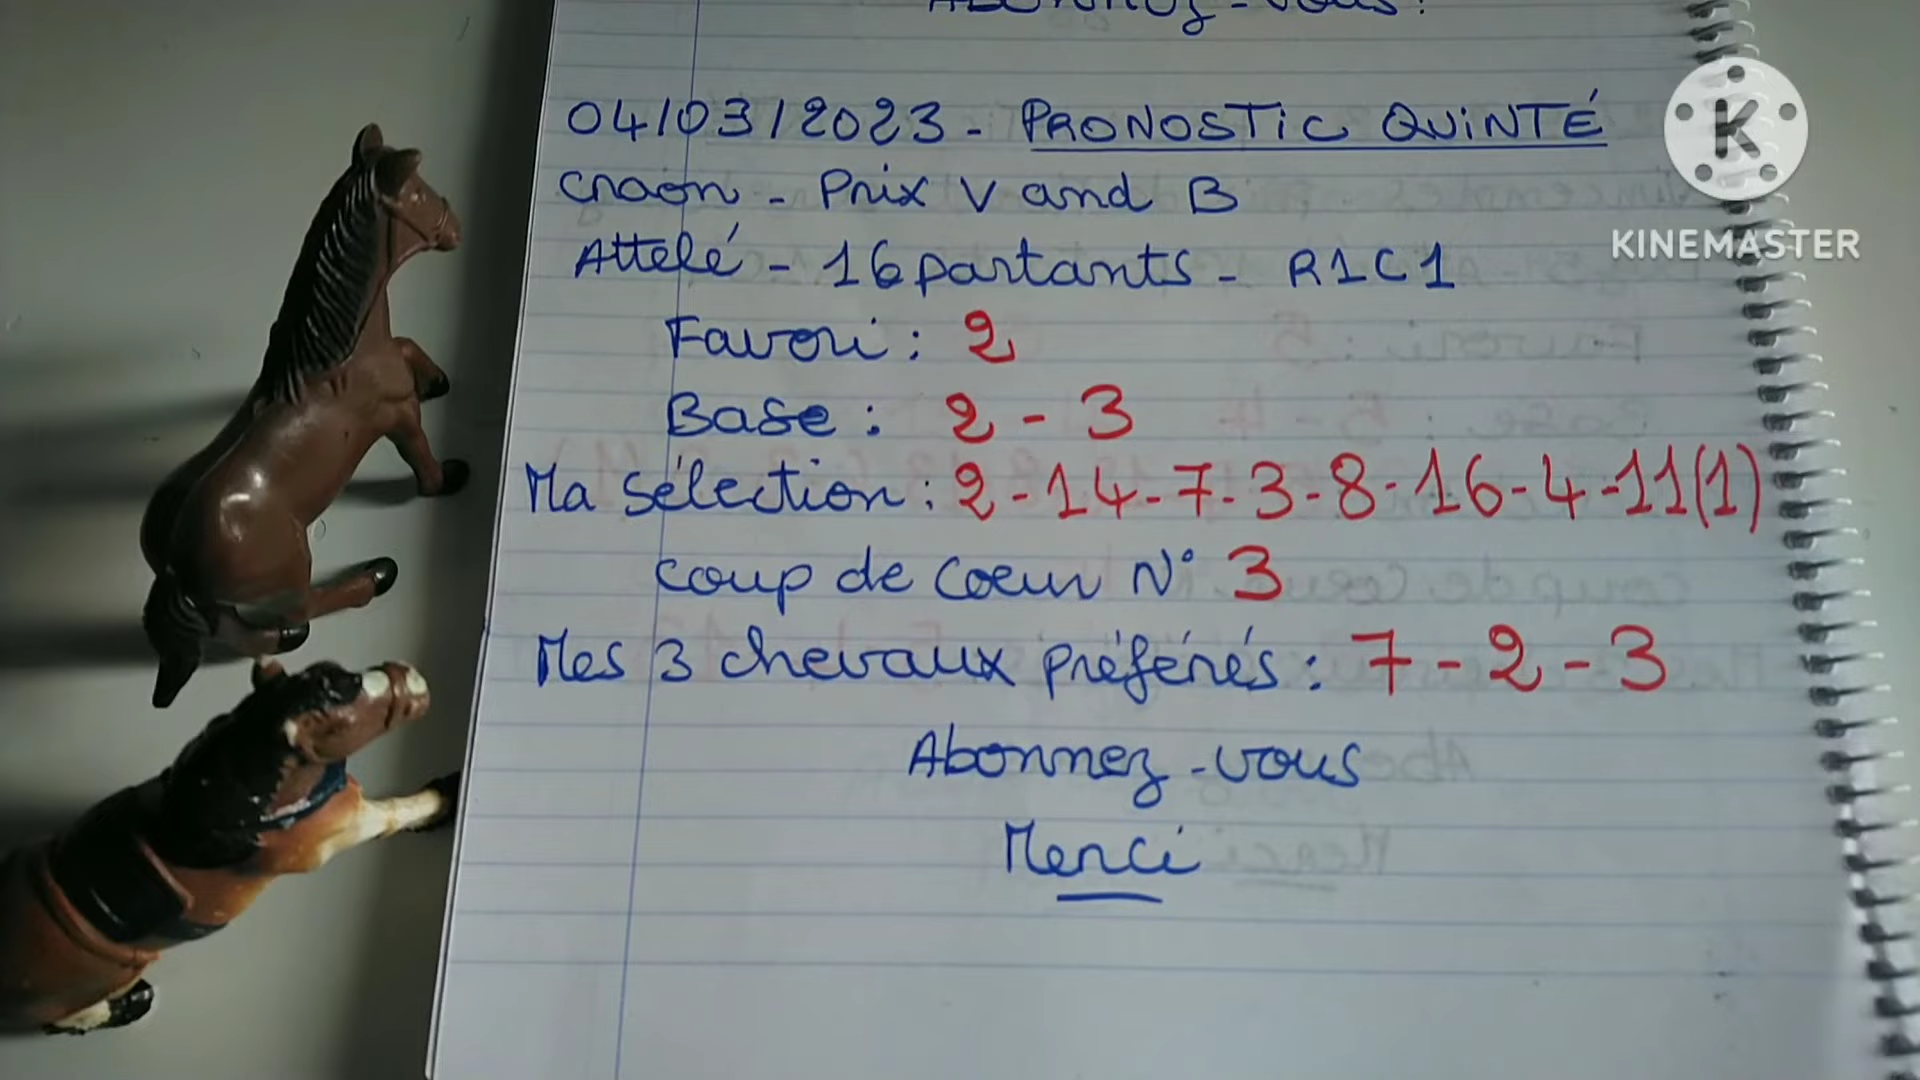 ABONNEZ-VOUS!
04/03/2023 - PRONOSTIC QUINTÉ
Craon - Prix V and B
Attelé - 16 partants - R1C1
Favori : 2
Base : 2 - 3
Ma sélection : 2 - 14 - 7 - 3 - 8 - 16 - 4 - 11 (1)
coup de coeur N° 3
Mes 3 chevaux préférés : 7 - 2 - 3
Abonnez-vous
Merci
K
KINEMASTER